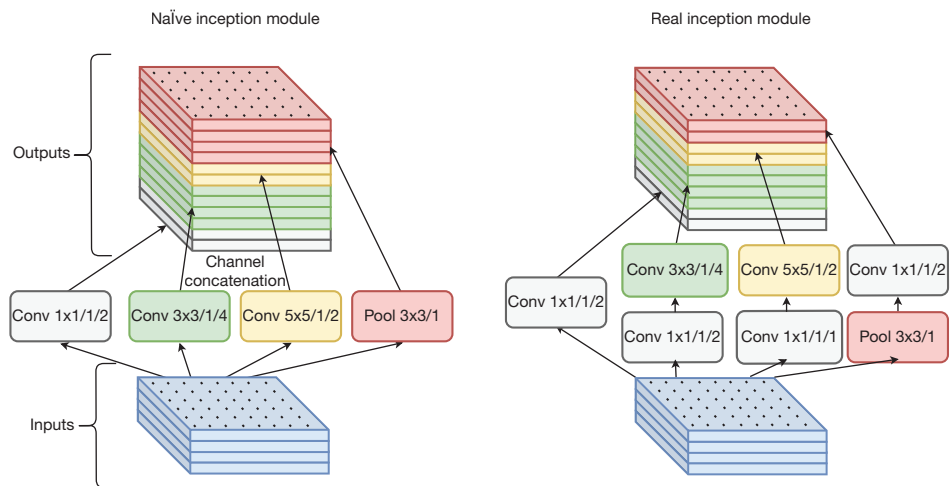 NaÏve inception module
Real inception module
Outputs
Channel
concatenation
Conv 1x1/1/2
Conv 3x3/1/4
Conv 5x5/1/2
Pool 3x3/1
Inputs
Conv 1x1/1/2
Conv 3x3/1/4
Conv 5x5/1/2
Conv 1x1/1/2
Conv 1x1/1/2
Conv 1x1/1/1
Pool 3x3/1